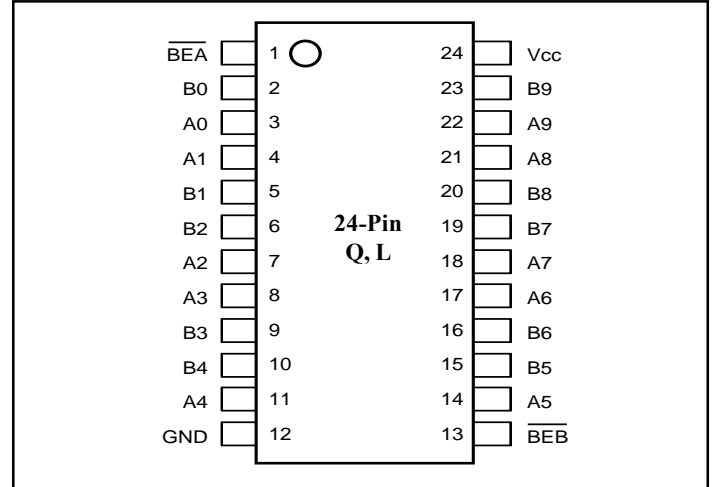 B̅E̅A̅ 1 24 Vcc
B0 2 23 B9
A0 3 22 A9
A1 4 21 A8
B1 5 20 B8
B2 6 24-Pin 19 B7
A2 7 Q, L 18 A7
A3 8 17 A6
B3 9 16 B6
B4 10 15 B5
A4 11 14 A5
GND 12 13 B̅E̅B̅